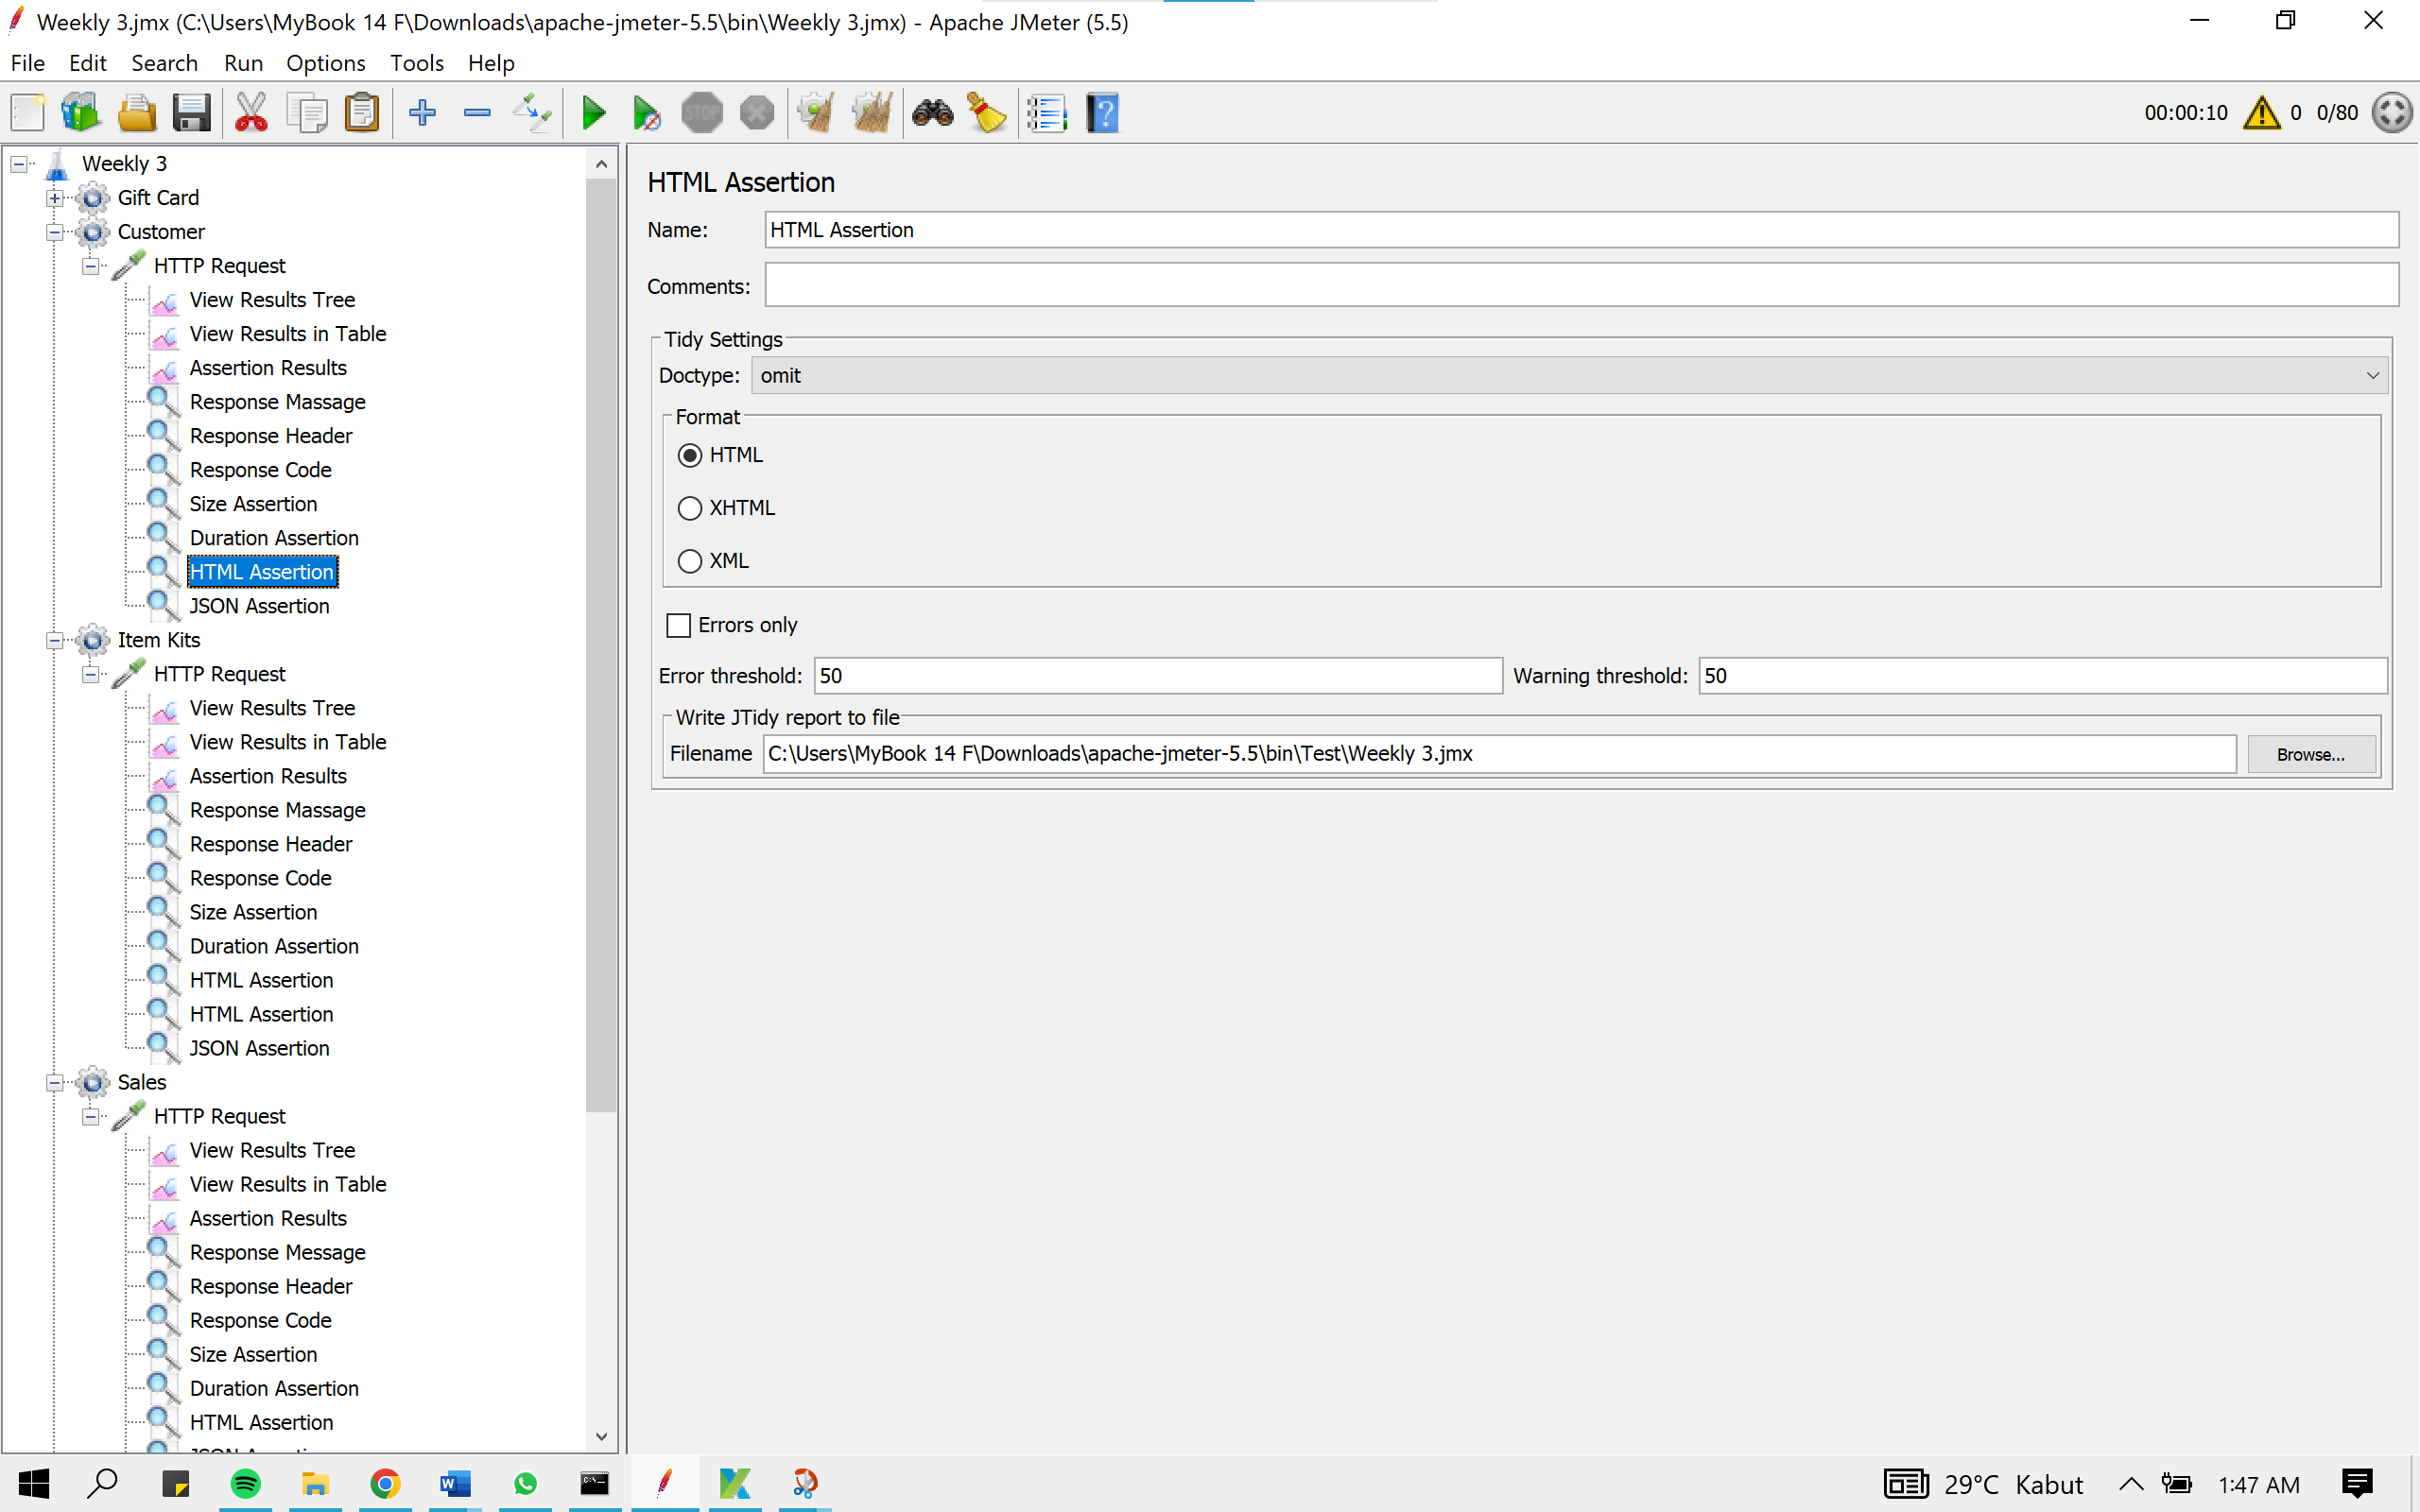 Weekly 3.jmx (C:\Users\MyBook 14 F\Downloads\apache-jmeter-5.5\bin\Weekly 3.jmx) - Apache JMeter (5.5)
File Edit Search Run Options Tools Help
STOP 00:00:10 0 0/80
Weekly 3
Gift Card
Customer
HTTP Request
View Results Tree
View Results in Table
Assertion Results
Response Massage
Response Header
Response Code
Size Assertion
Duration Assertion
HTML Assertion
JSON Assertion
Item Kits
HTTP Request
View Results Tree
View Results in Table
Assertion Results
Response Massage
Response Header
Response Code
Size Assertion
Duration Assertion
HTML Assertion
HTML Assertion
JSON Assertion
Sales
HTTP Request
View Results Tree
View Results in Table
Assertion Results
Response Message
Response Header
Response Code
Size Assertion
Duration Assertion
HTML Assertion
HTML Assertion
Name: HTML Assertion
Comments:
Tidy Settings
Doctype: omit
Format
HTML
XHTML
XML
Errors only
Error threshold: 50 Warning threshold: 50
Write JTidy report to file
Filename C:\Users\MyBook 14 F\Downloads\apache-jmeter-5.5\bin\Test\Weekly 3.jmx Browse...
29°C Kabut 1:47 AM